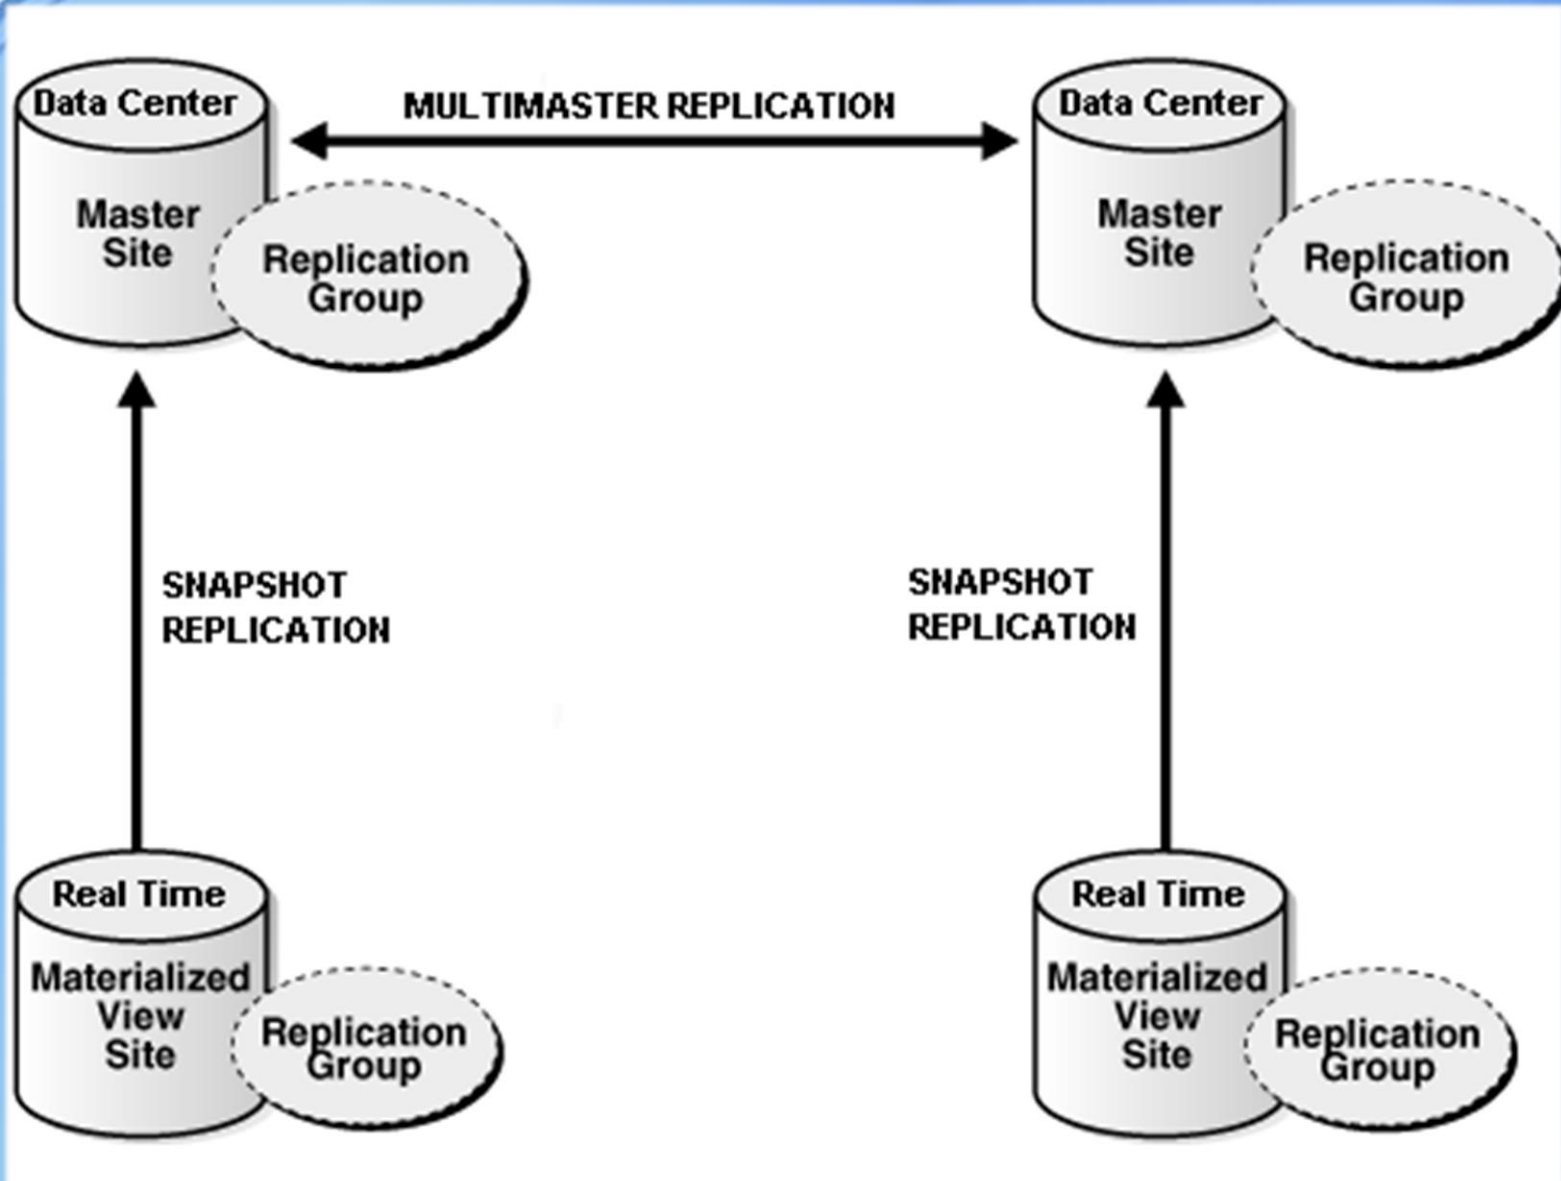 Data Center
MULTIMASTER REPLICATION
Data Center
Master
Site
Replication
Group
Master
Site
Replication
Group
SNAPSHOT
REPLICATION
SNAPSHOT
REPLICATION
Real Time
Materialized
View
Site
Replication
Group
Real Time
Materialized
View
Site
Replication
Group